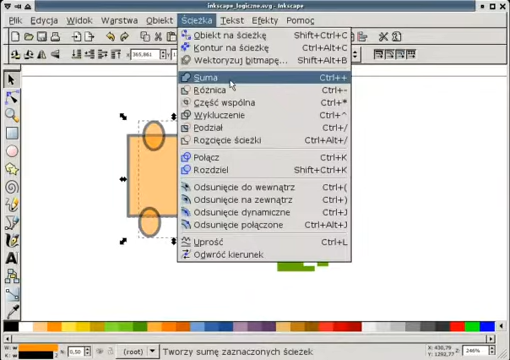 inkscape_logiczne.svg - Inkscape
Plik Edycja Widok Warstwa Obiekt Ścieżka Tekst Efekty Pomoc
Obiekt na ścieżkę Shift+Ctrl+C
Kontur na ścieżkę Ctrl+Alt+C
Wektoryzuj bitmapę... Shift+Alt+B
Suma Ctrl++
Różnica Ctrl+-
Część wspólna Ctrl+*
Wykluczenie Ctrl+^
Podział Ctrl+/
Rozcięcie ścieżki Ctrl+Alt+/
Połącz Ctrl+K
Rozdziel Shift+Ctrl+K
Odsunięcie do wewnątrz Ctrl+(
Odsunięcie na zewnątrz Ctrl+)
Odsunięcie dynamiczne Ctrl+J
Odsunięcie połączone Ctrl+Alt+J
Uprość Ctrl+L
Odwróć kierunek
0,50
(root)
Tworzy sumę zaznaczonych ścieżek
246%